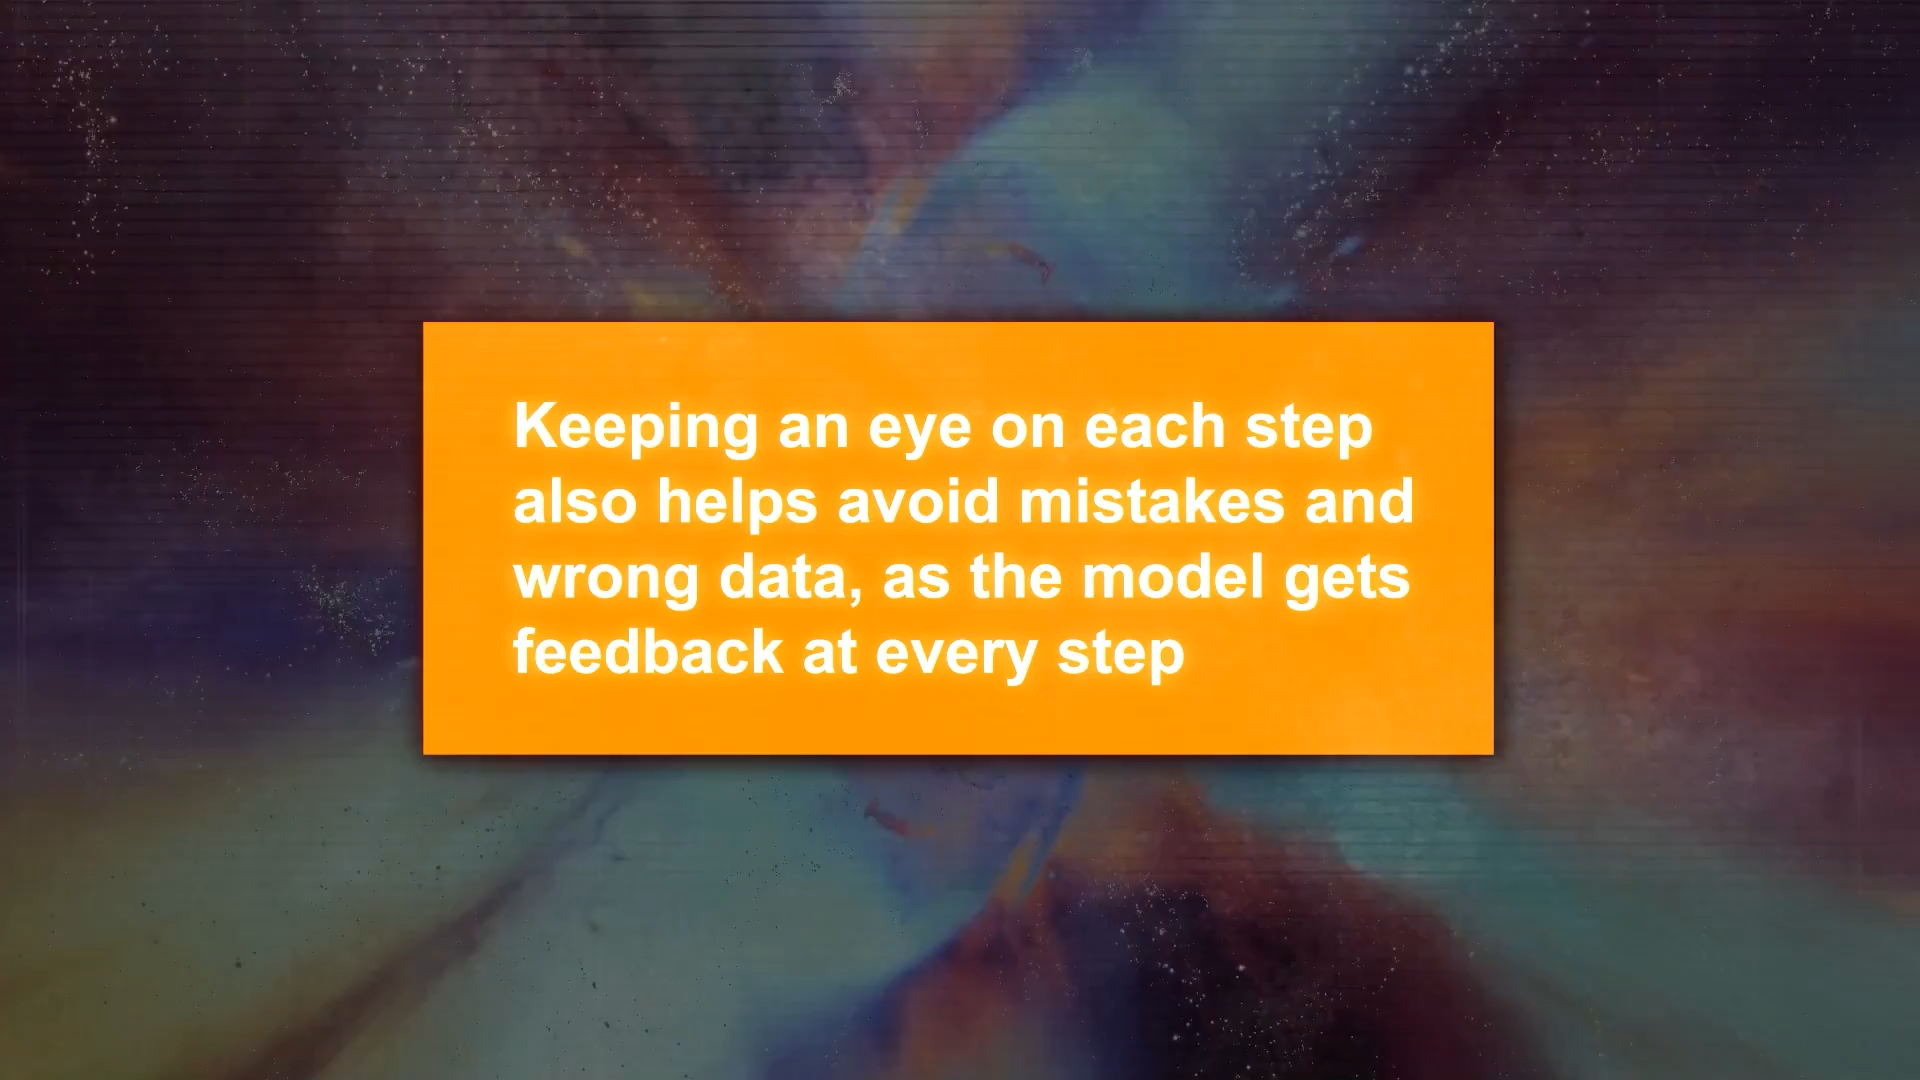 Keeping an eye on each step
also helps avoid mistakes and
wrong data, as the model gets
feedback at every step